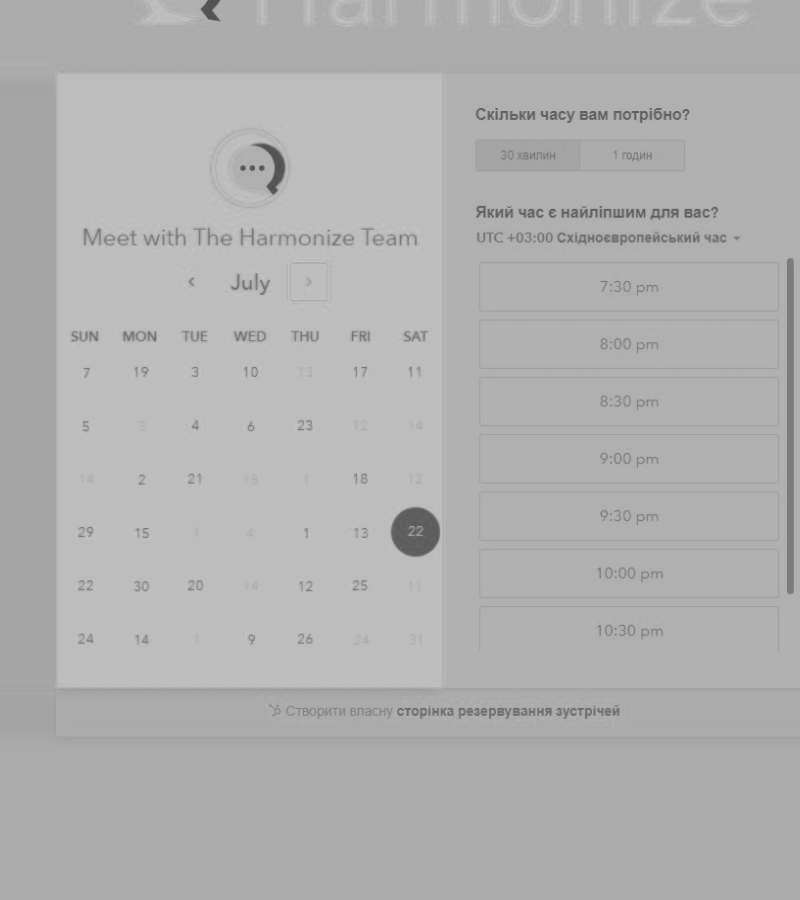 Harmonize
Meet with The Harmonize Team
July
SUN MON TUE WED THU FRI SAT
7 19 3 10 13 17 11
5 3 4 6 23 12 14
14 2 21 18 1 18 12
29 15 1 4 1 13 22
22 30 20 14 12 25 11
24 14 1 9 26 24 31
Скільки часу вам потрібно?
30 хвилин 1 годин
Який час є найліпшим для вас?
UTC +03:00 Східноєвропейський час
7:30 pm
8:00 pm
8:30 pm
9:00 pm
9:30 pm
10:00 pm
10:30 pm
Створити власну сторінка резервування зустрічей